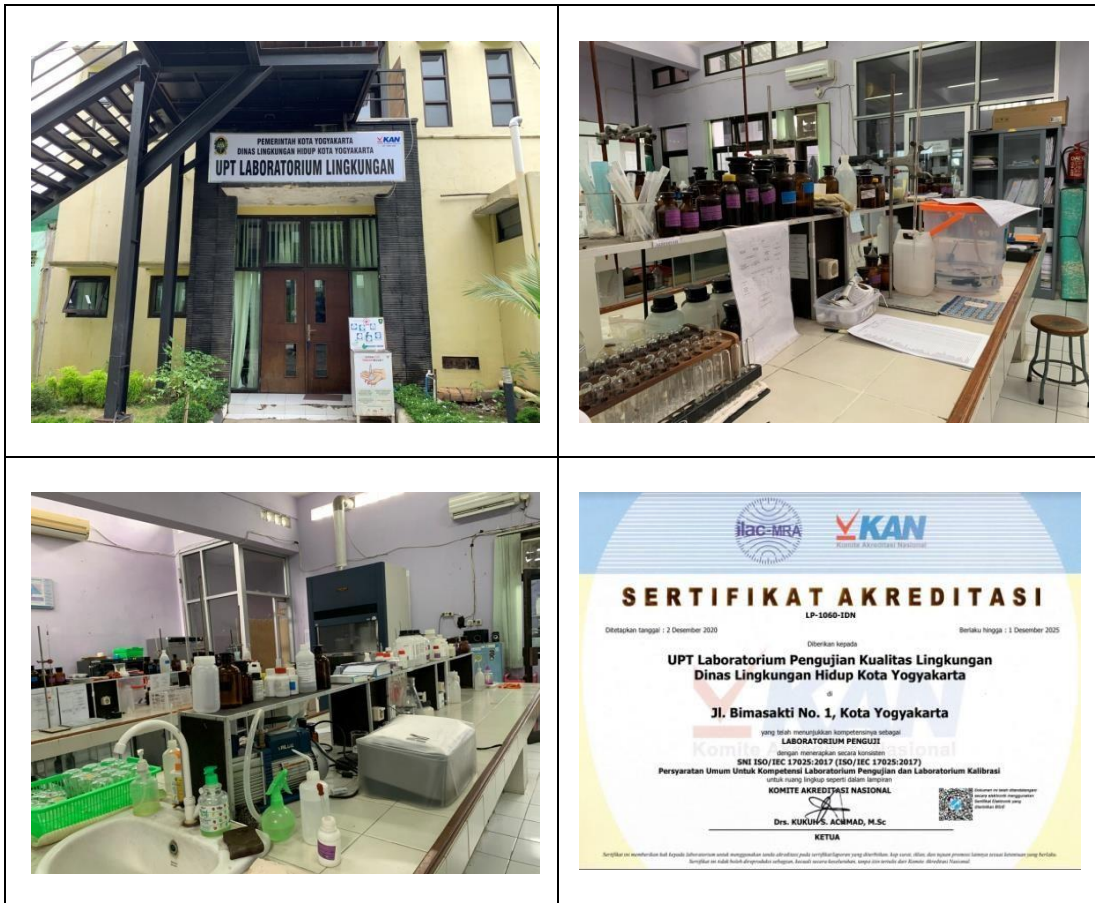 PEMERINTAH KOTA YOGYAKARTA
DINAS LINGKUNGAN HIDUP KOTA YOGYAKARTA
UPT LABORATORIUM LINGKUNGAN
KAN
ilac-MRA
KAN
Komite Akreditasi Nasional
SERTIFIKAT AKREDITASI
LP-1060-IDN
Ditetapkan tanggal : 2 Desember 2020
Berlaku hingga : 1 Desember 2025
Diberikan kepada
UPT Laboratorium Pengujian Kualitas Lingkungan
Dinas Lingkungan Hidup Kota Yogyakarta
di
Jl. Bimasakti No. 1, Kota Yogyakarta
yang telah menunjukkan kompetensinya sebagai
LABORATORIUM PENGUJI
dengan menerapkan secara konsisten
SNI ISO/IEC 17025:2017 (ISO/IEC 17025:2017)
Persyaratan Umum Untuk Kompetensi Laboratorium Pengujian dan Laboratorium Kalibrasi
untuk ruang lingkup seperti dalam lampiran
KOMITE AKREDITASI NASIONAL
Drs. KUKUH S. ACHMAD, M.Sc
KETUA